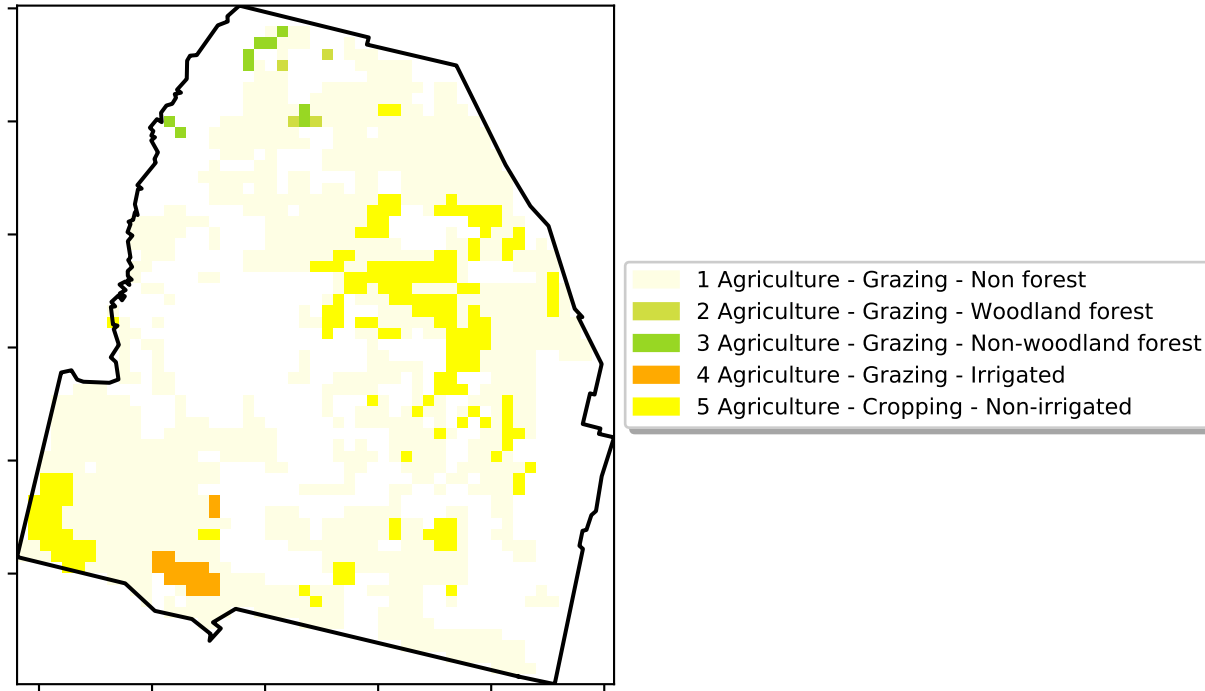 1 Agriculture - Grazing - Non forest
2 Agriculture - Grazing - Woodland forest
3 Agriculture - Grazing - Non-woodland forest
4 Agriculture - Grazing - Irrigated
5 Agriculture - Cropping - Non-irrigated